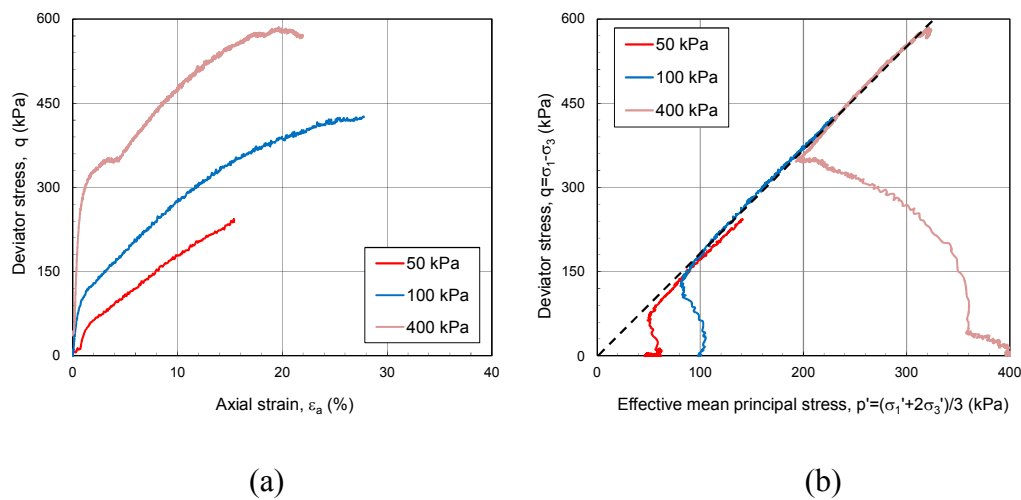 (a)
600
450
300
150
0
0
10
20
30
40
Deviator stress, q (kPa)
Axial strain, εa (%)
50 kPa
100 kPa
400 kPa
(b)
600
450
300
150
0
0
100
200
300
400
Deviator stress, q=σ1-σ3 (kPa)
Effective mean principal stress, p'=(σ1'+2σ3')/3 (kPa)
50 kPa
100 kPa
400 kPa
(a)
(b)